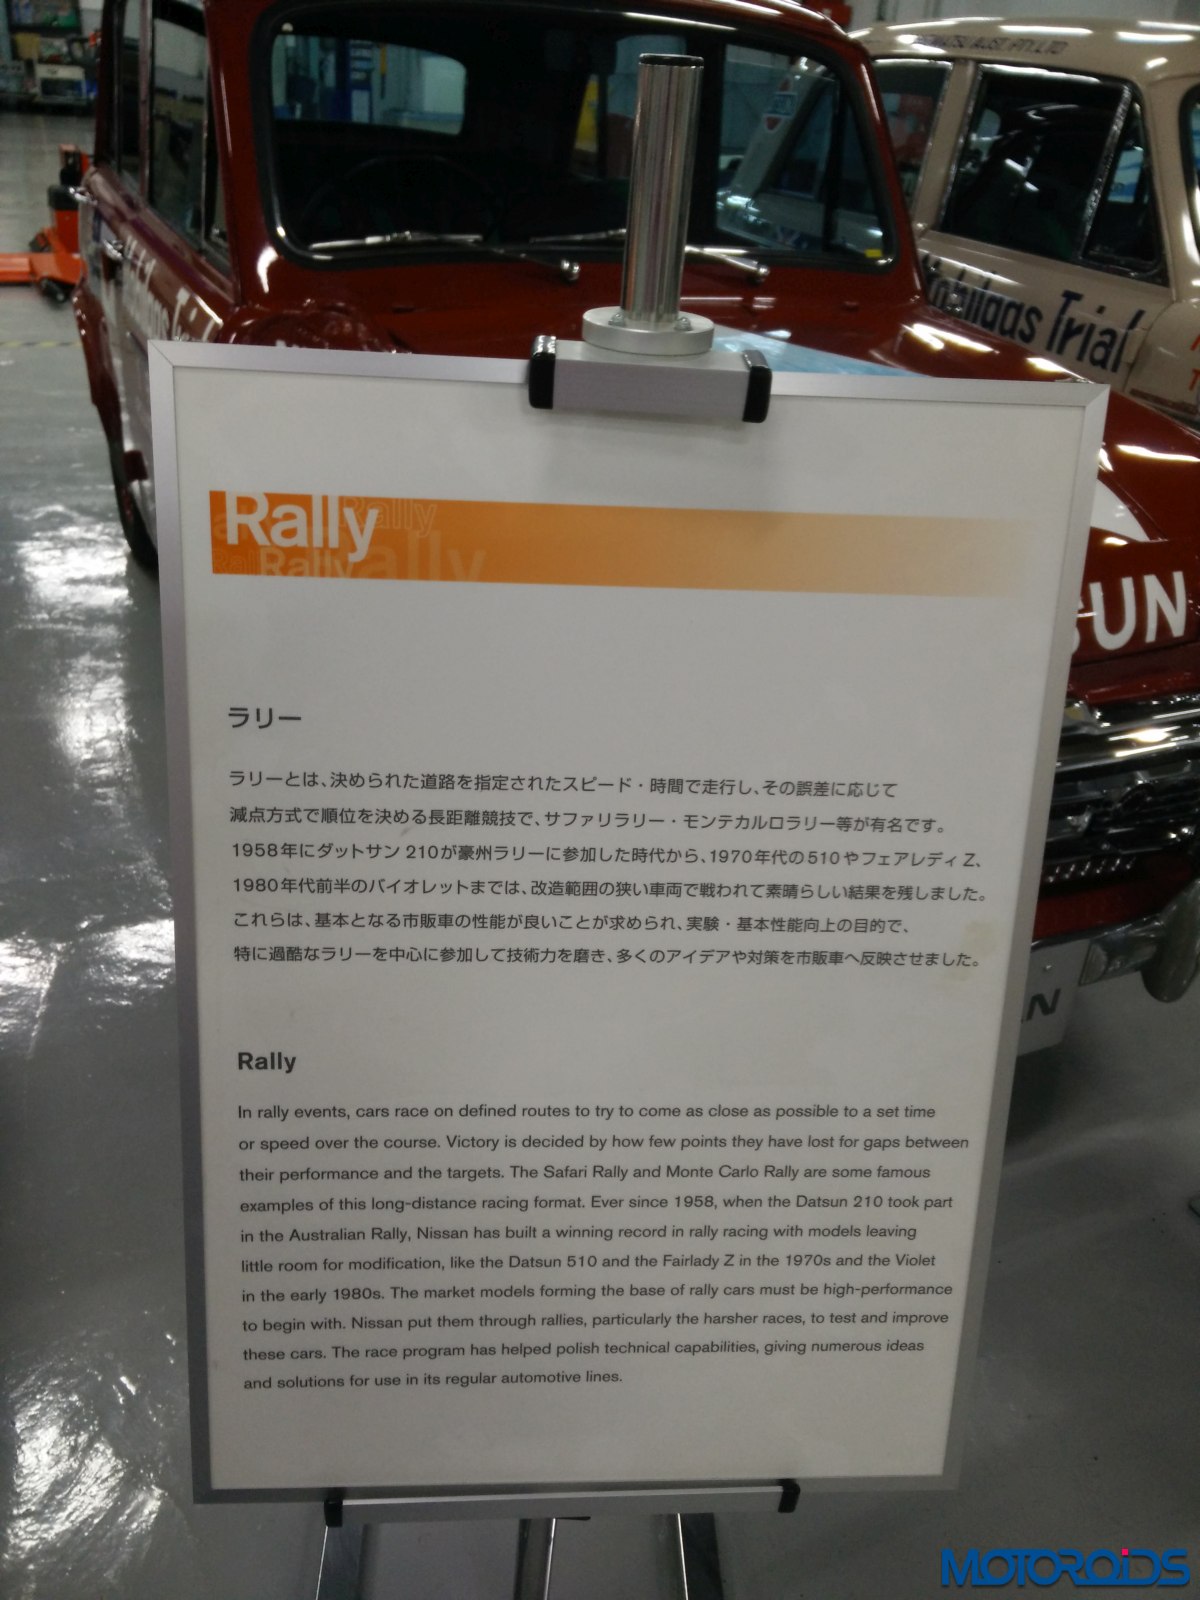 AUST. PTY. LTD
Mobilgas Trial
UN
N
Rally
Rally
Rally
ally
ラリー
ラリーとは、決められた道路を指定されたスピード・時間で走行し、その誤差に応じて
減点方式で順位を決める長距離競技で、サファリラリー・モンテカルロラリー等が有名です。
1958年にダットサン210が豪州ラリーに参加した時代から、1970年代の510やフェアレディZ、
1980年代前半のバイオレットまでは、改造範囲の狭い車両で戦われて素晴らしい結果を残しました。
これらは、基本となる市販車の性能が良いことが求められ、実験・基本性能向上の目的で、
特に過酷なラリーを中心に参加して技術力を磨き、多くのアイデアや対策を市販車へ反映させました。
Rally
In rally events, cars race on defined routes to try to come as close as possible to a set time
or speed over the course. Victory is decided by how few points they have lost for gaps between
their performance and the targets. The Safari Rally and Monte Carlo Rally are some famous
examples of this long-distance racing format. Ever since 1958, when the Datsun 210 took part
in the Australian Rally, Nissan has built a winning record in rally racing with models leaving
little room for modification, like the Datsun 510 and the Fairlady Z in the 1970s and the Violet
in the early 1980s. The market models forming the base of rally cars must be high-performance
to begin with. Nissan put them through rallies, particularly the harsher races, to test and improve
these cars. The race program has helped polish technical capabilities, giving numerous ideas
and solutions for use in its regular automotive lines.
MOTOROiDS